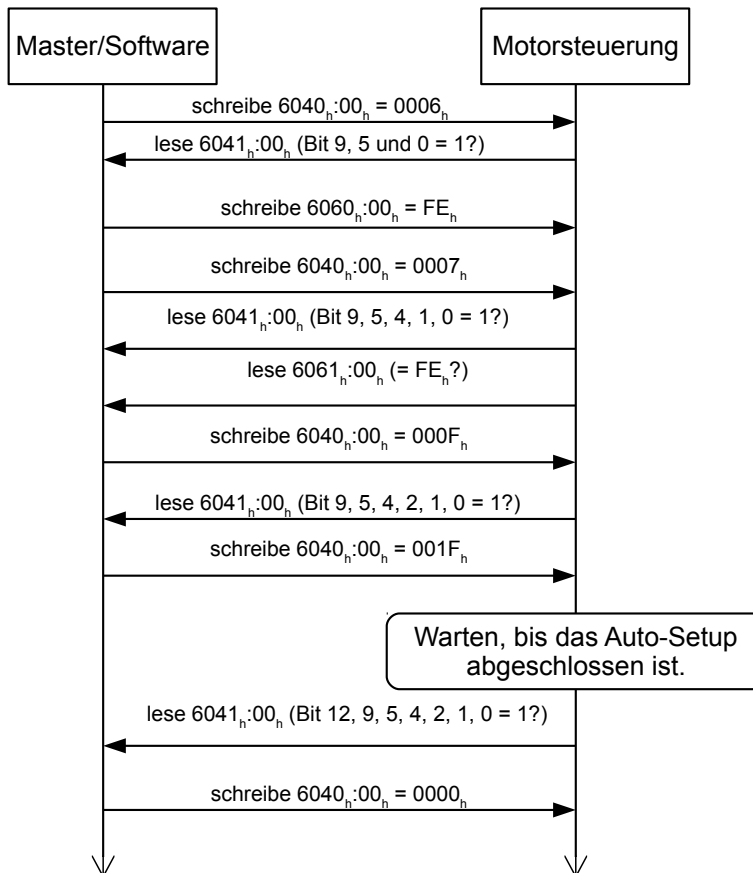 Master/Software
Motorsteuerung
schreibe 6040ₕ:00ₕ = 0006ₕ
lese 6041ₕ:00ₕ (Bit 9, 5 und 0 = 1?)
schreibe 6060ₕ:00ₕ = FEₕ
schreibe 6040ₕ:00ₕ = 0007ₕ
lese 6041ₕ:00ₕ (Bit 9, 5, 4, 1, 0 = 1?)
lese 6061ₕ:00ₕ (= FEₕ?)
schreibe 6040ₕ:00ₕ = 000Fₕ
lese 6041ₕ:00ₕ (Bit 9, 5, 4, 2, 1, 0 = 1?)
schreibe 6040ₕ:00ₕ = 001Fₕ
Warten, bis das Auto-Setup
abgeschlossen ist.
lese 6041ₕ:00ₕ (Bit 12, 9, 5, 4, 2, 1, 0 = 1?)
schreibe 6040ₕ:00ₕ = 0000ₕ